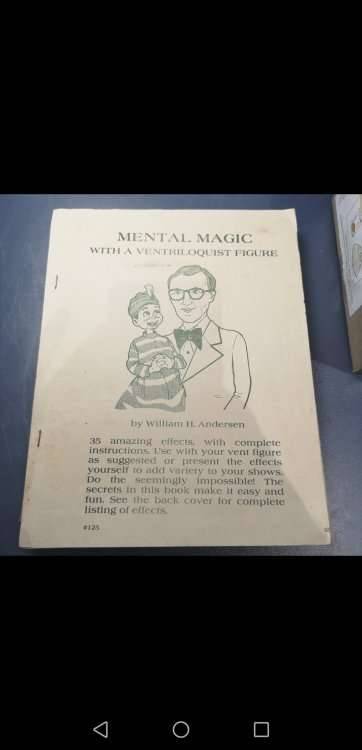 MENTAL MAGIC
WITH A VENTRILOQUIST FIGURE
by William H. Andersen
35 amazing effects, with complete
instructions. Use with your vent figure
as suggested or present the effects
yourself to add variety to your shows.
Do the seemingly impossible! The
secrets in this book make it easy and
fun. See the back cover for complete
listing of effects.
#125